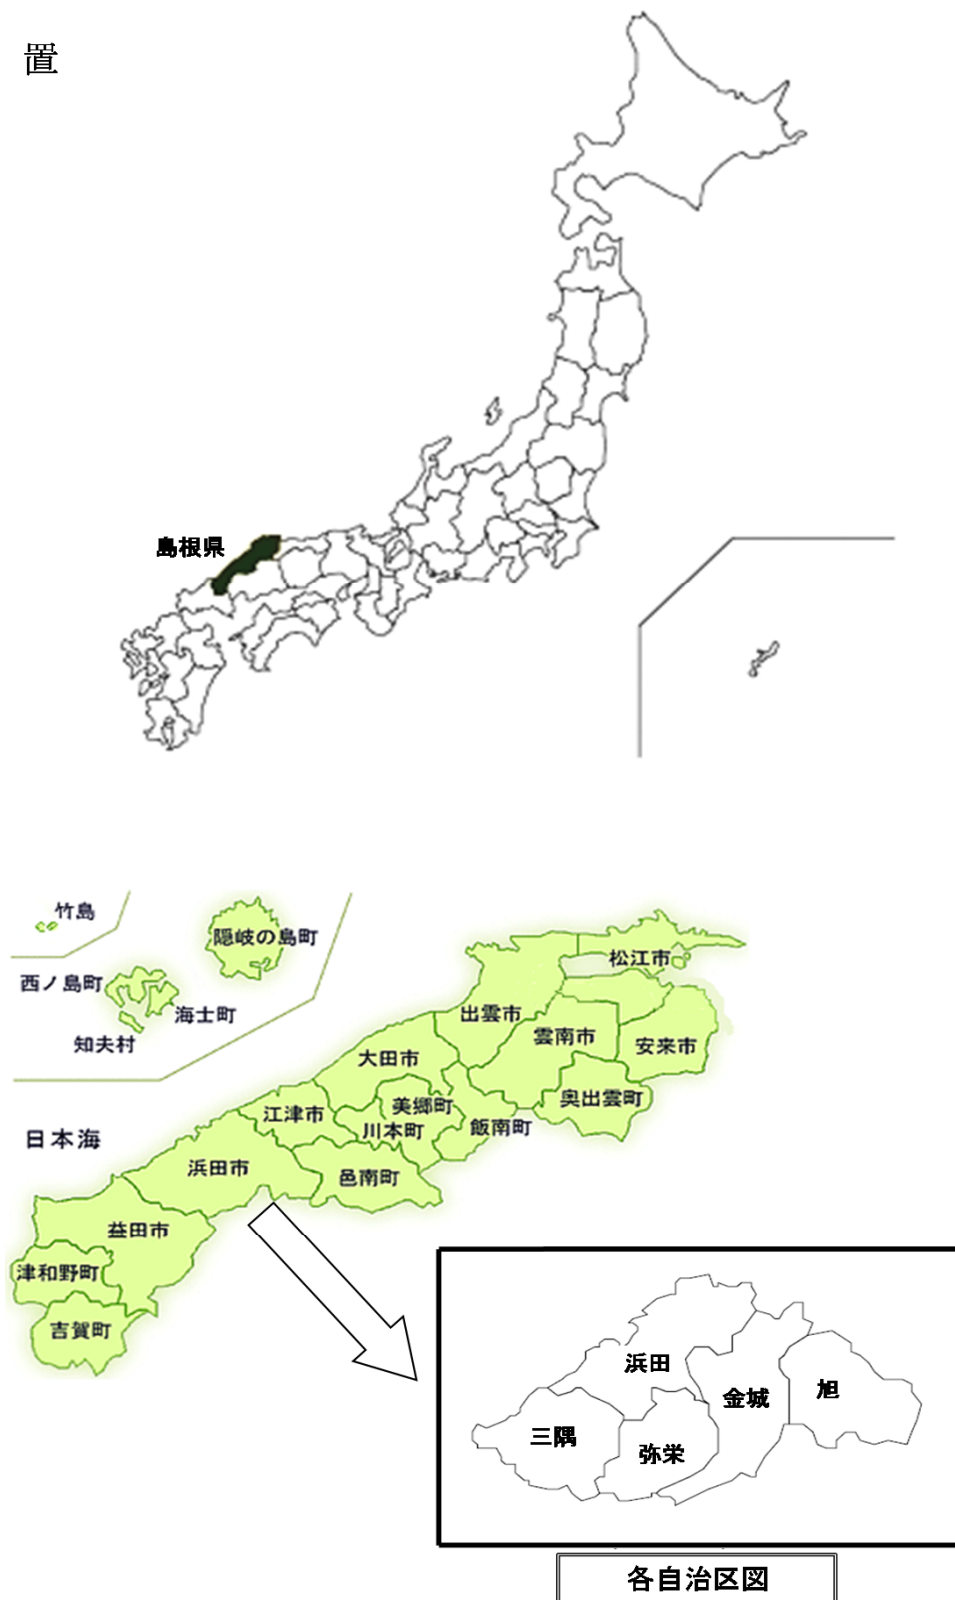 置
島根県
竹島
隠岐の島町
西ノ島町
海士町
知夫村
松江市
出雲市
雲南市
安来市
大田市
奥出雲町
美郷町
江津市
川本町
飯南町
日本海
浜田市
邑南町
益田市
津和野町
吉賀町
浜田
金城
旭
三隅
弥栄
各自治区図